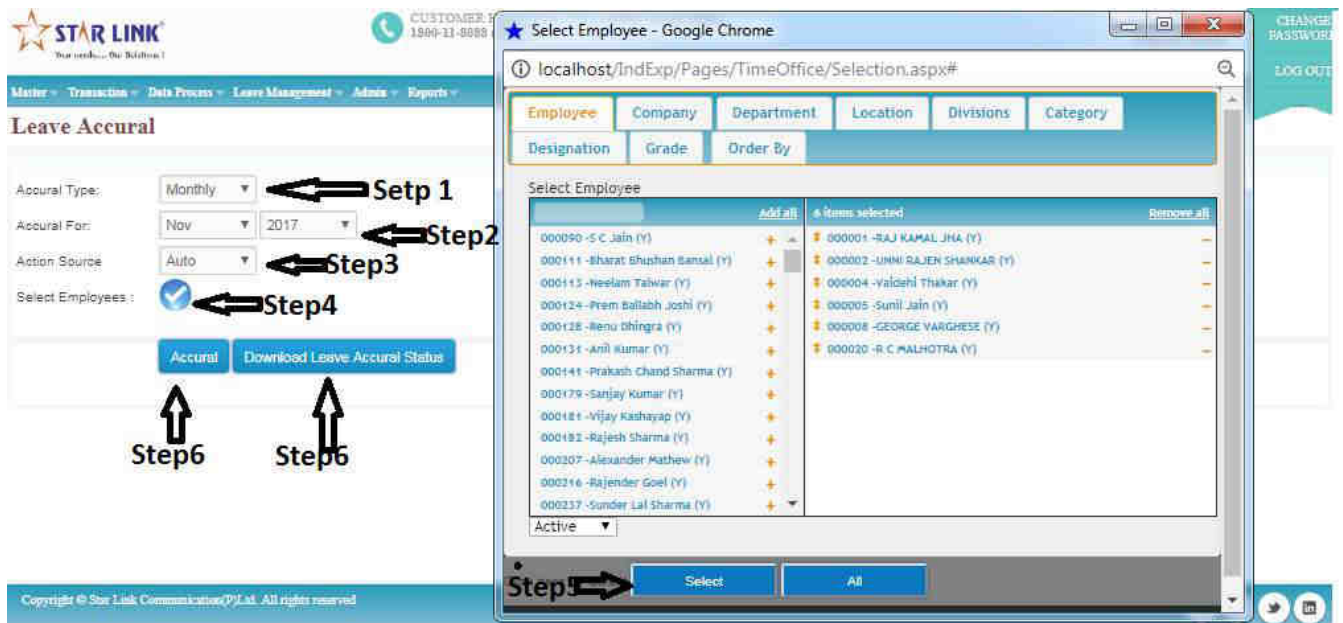 STAR LINK
CUSTOMER
CHANGE
LOG OUT
Master Transaction Data Process Leave Management Admin Reports
Leave Accural
Accural Type: Monthly Setp 1
Accural For: Nov 2017 Step2
Action Source Auto Step3
Select Employees : Step4
Accural Download Leave Accural Status
Step6 Step6
Copyright © Star Link Communication(P)Ltd. All rights reserved
Select Employee - Google Chrome
localhost/IndExp/Pages/TimeOffice/Selection.aspx#
Employee Company Department Location Divisions Category
Designation Grade Order By
Select Employee
Add all 6 items selected Remove all
000090 -S C Jain (Y)
000111 -Bharat Bhushan Bansal (Y)
000113 -Neelam Talwar (Y)
000124 -Prem Ballabh Joshi (Y)
000128 -Renu Dhingra (Y)
000131 -Anil Kumar (Y)
000141 -Prakash Chand Sharma (Y)
000179 -Sanjay Kumar (Y)
000181 -Vijay Kashayap (Y)
000182 -Rajesh Sharma (Y)
000207 -Alexander Mathew (Y)
000216 -Rajender Goel (Y)
000237 -Sunder Lal Sharma (Y)
000001 -RAJ KAMAL JHA (Y)
000002 -UNNI RAJEN SHANKAR (Y)
000004 -Vaidehi Thakar (Y)
000005 -Sunil Jain (Y)
000008 -GEORGE VARGHESE (Y)
000020 -R C MALHOTRA (Y)
Active
Step5 Select All